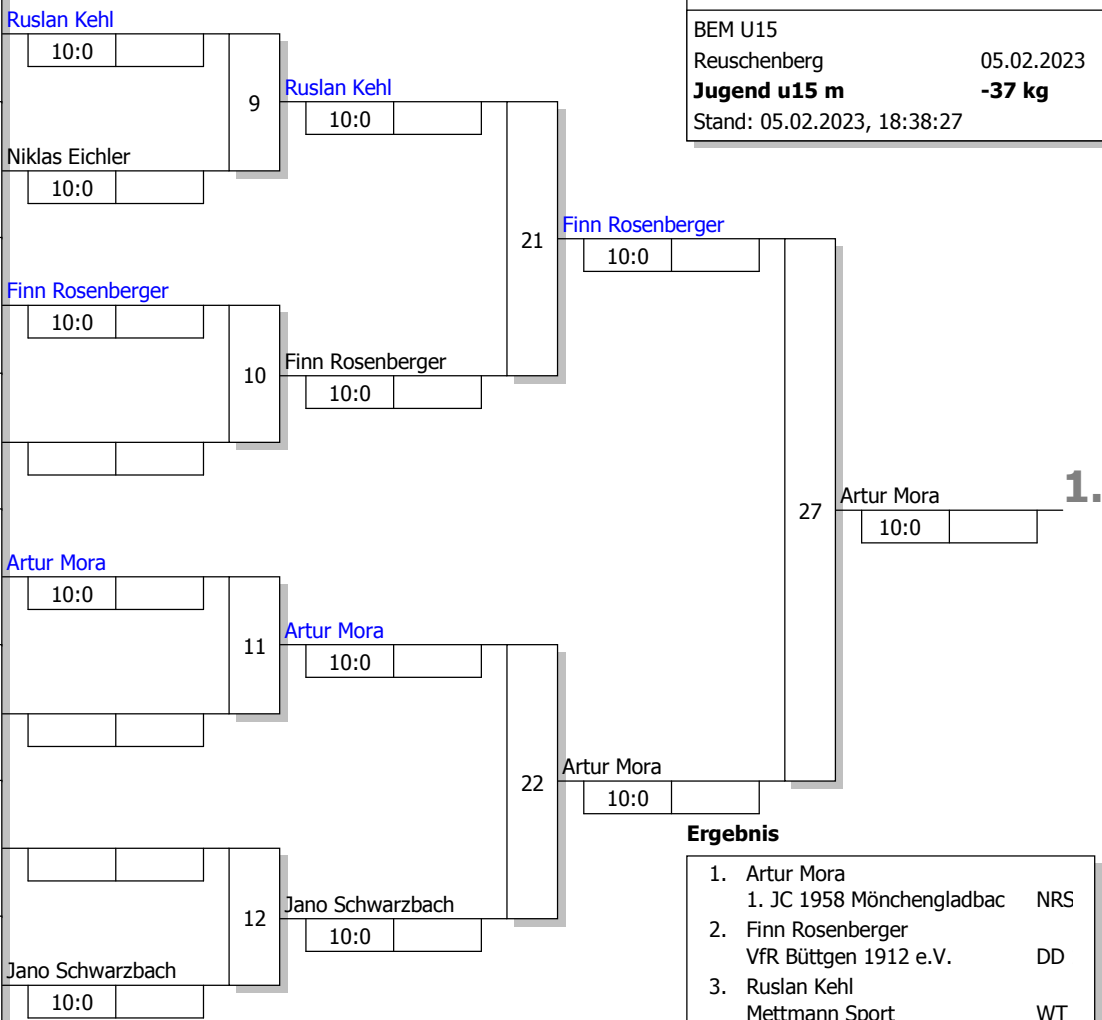 Ruslan Kehl
10:0
9
Niklas Eichler
10:0
Ruslan Kehl
10:0
21
Finn Rosenberger
10:0
10
Finn Rosenberger
10:0
Finn Rosenberger
10:0
27
Artur Mora
10:0
11
Artur Mora
10:0
22
Artur Mora
10:0
12
Jano Schwarzbach
10:0
Jano Schwarzbach
10:0
Artur Mora
10:0
1.
BEM U15
Reuschenberg 05.02.2023
Jugend u15 m -37 kg
Stand: 05.02.2023, 18:38:27
Ergebnis
1. Artur Mora
1. JC 1958 Mönchengladbac NRS
2. Finn Rosenberger
VfR Büttgen 1912 e.V. DD
3. Ruslan Kehl
Mettmann Sport WT